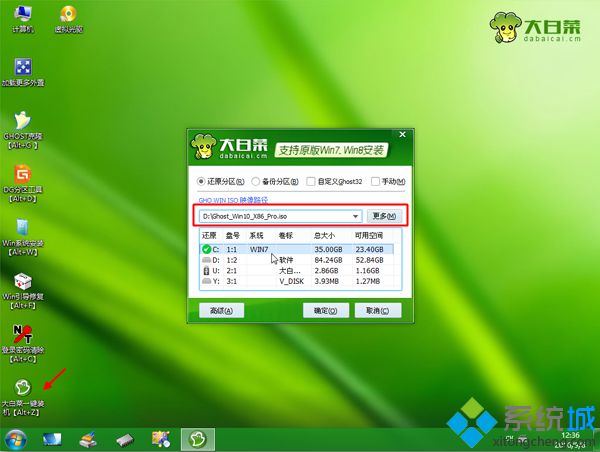 计算机
虚拟光驱
大白菜
dabaicai.cm
加载更多外置
GHOST克隆
【Alt+G】
DG分区工具
【Alt+D】
Win系统安装
【Alt+W】
Win引导修复
【Alt+F】
登录密码清除
【Alt+C】
大白菜一键装
机【Alt+Z】
大白菜
dabaicai.cm
支持原版Win7. Win8安装
还原分区(R) 备份分区(B) 自定义Ghost32 手动(M)
GHO WIN ISO 映像路径
D:\Ghost_Win10_X86_Pro.iso 更多(M)
序列 盘号 系统 卷标 总大小 可用空间
C: 1:1 WIN7 35.00GB 23.40GB
D: 1:2 软件 84.24GB 52.84GB
U: 2:1 大白... 2.86GB 1.16GB
Y: 3:1 V_DISK 3.93MB 1.27MB
高级(A) 确定(O) 取消(C)
12:36
系统城
xitongcheng.com